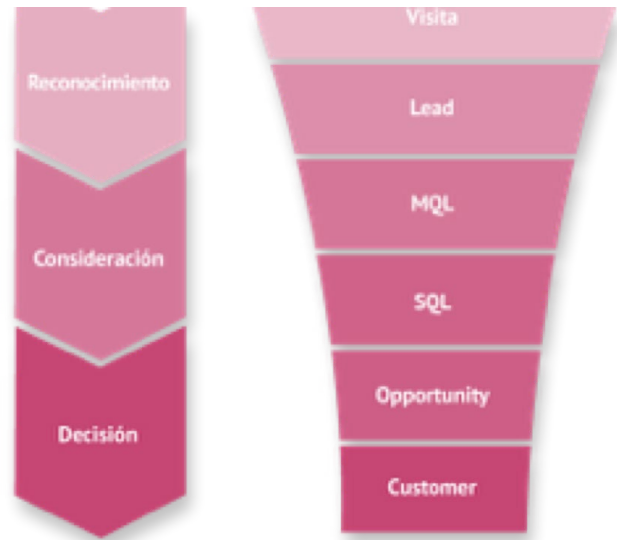 Reconocimiento
Consideración
Decisión
Visita
Lead
MQL
SQL
Opportunity
Customer